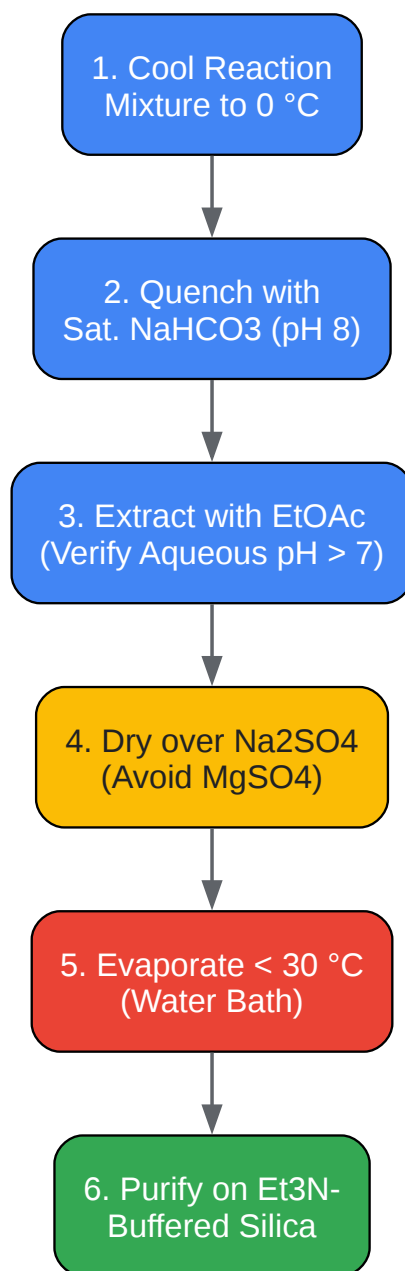 1. Cool Reaction
Mixture to 0 °C
2. Quench with
Sat. NaHCO3 (pH 8)
3. Extract with EtOAc
(Verify Aqueous pH > 7)
4. Dry over Na2SO4
(Avoid MgSO4)
5. Evaporate < 30 °C
(Water Bath)
6. Purify on Et3N-
Buffered Silica